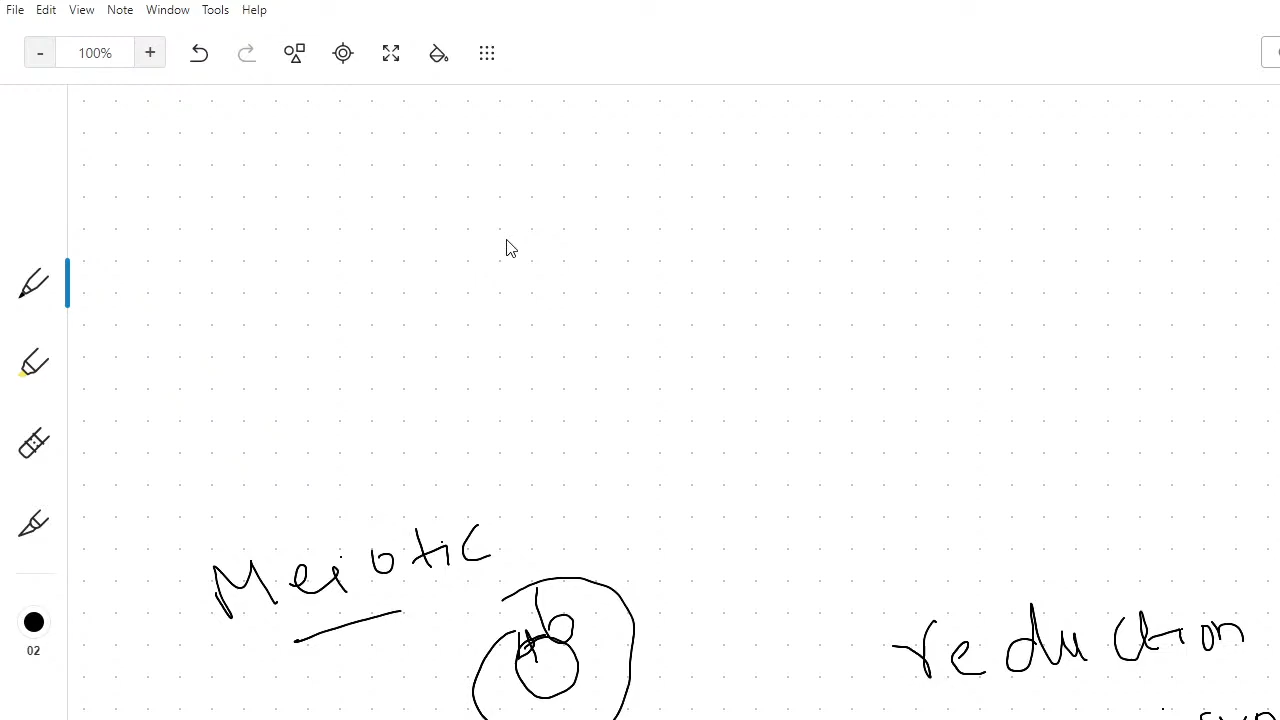 File Edit View Note Window Tools Help
- 100% +
Meiotic
reduction
02